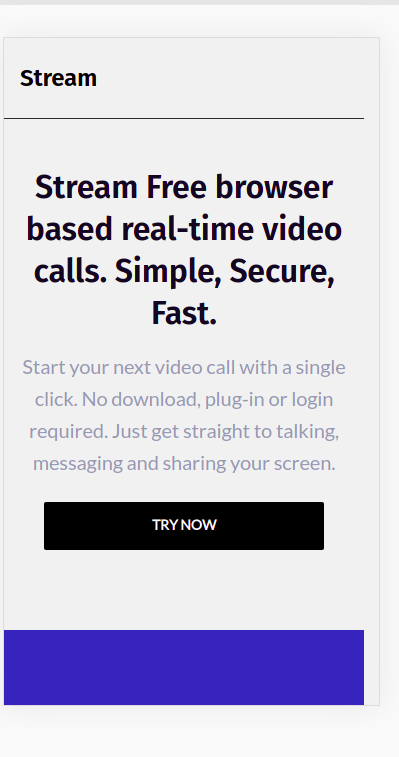 Stream
Stream Free browser
based real-time video
calls. Simple, Secure,
Fast.
Start your next video call with a single
click. No download, plug-in or login
required. Just get straight to talking,
messaging and sharing your screen.
TRY NOW